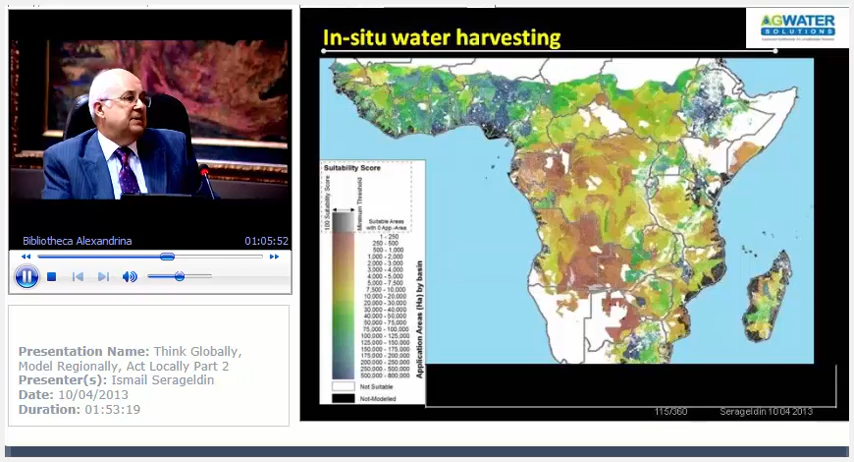 Bibliotheca Alexandrina 01:05:52
Presentation Name: Think Globally,
Model Regionally, Act Locally Part 2
Presenter(s): Ismail Serageldin
Date: 10/04/2013
Duration: 01:53:19
AGWATER
SOLUTIONS
In-situ water harvesting
Suitability Score
100 Suitability Score
Minimum Threshold
Suitable Areas
with 0 App.-Area
1 - 250
250 - 500
500 - 1,000
1,000 - 2,000
2,000 - 3,000
3,000 - 4,000
4,000 - 5,000
5,000 - 7,500
7,500 - 10,000
10,000 - 20,000
20,000 - 30,000
30,000 - 40,000
40,000 - 50,000
50,000 - 75,000
75,000 - 100,000
100,000 - 125,000
125,000 - 150,000
150,000 - 175,000
175,000 - 200,000
200,000 - 250,000
250,000 - 500,000
500,000 - 800,000
Application Areas (Ha) by basin
Not Suitable
Not-Modelled
115/360 Serageldin 10 04 2013